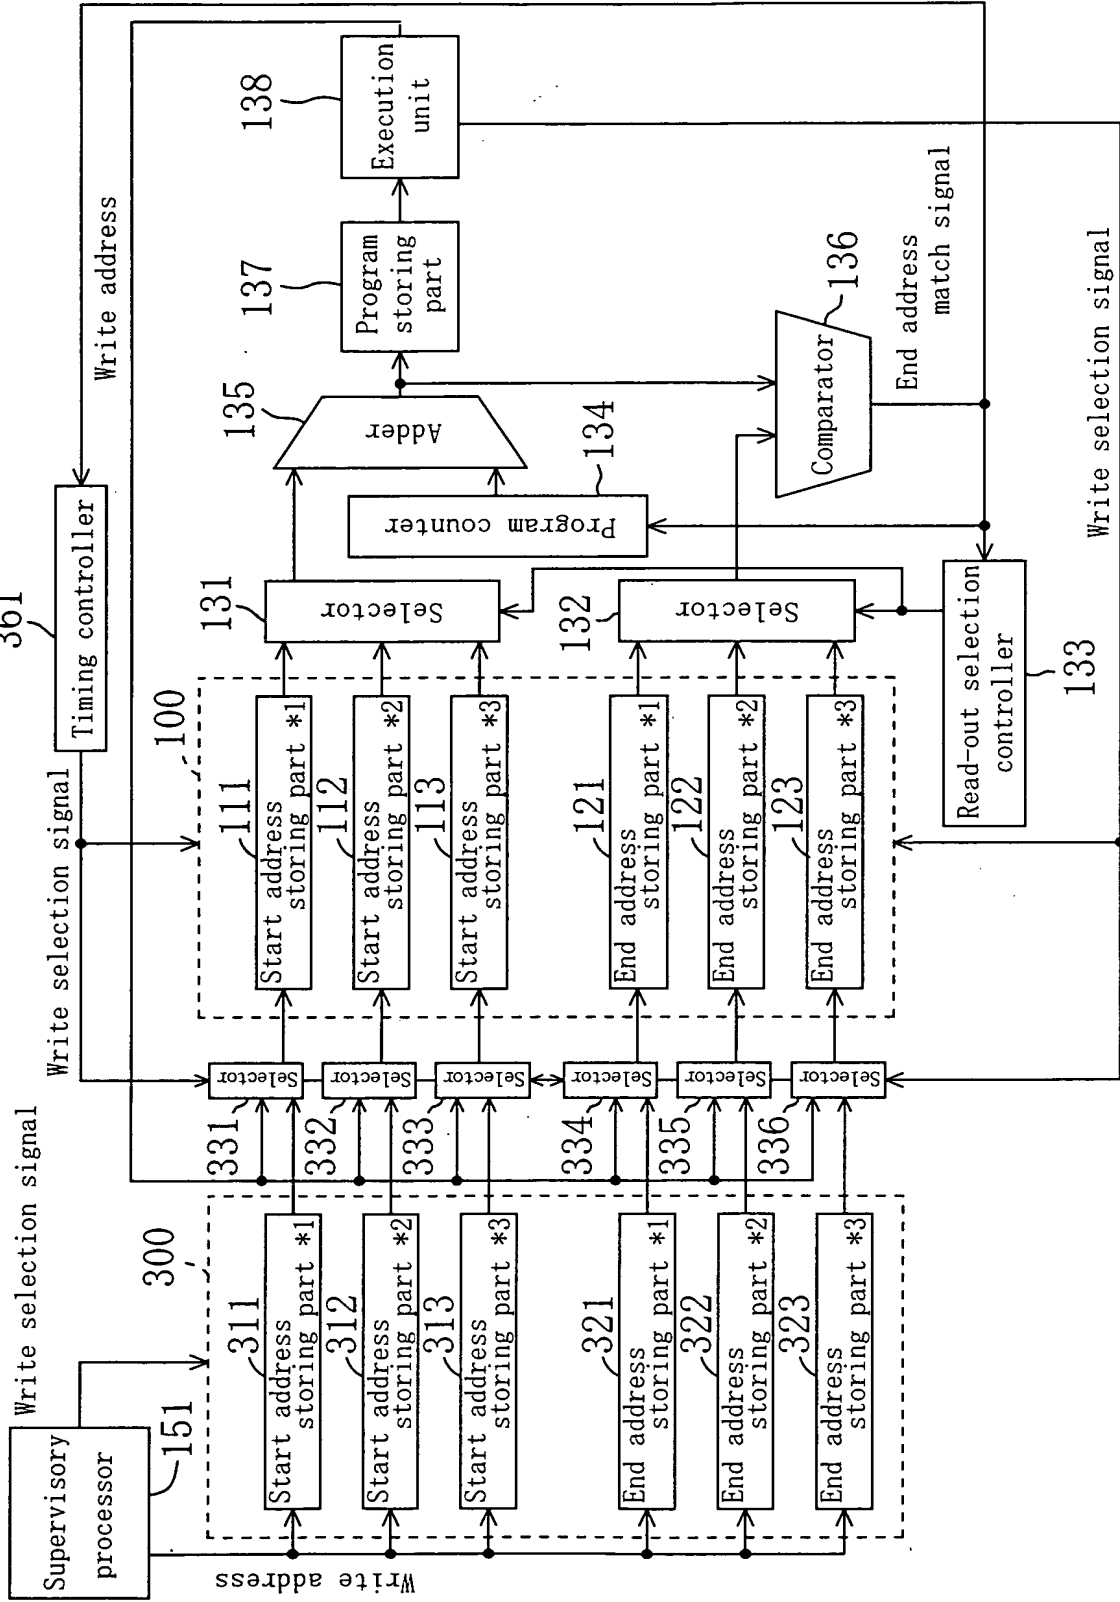 Supervisory
processor
151
Write selection signal
Write address
300
311
Start address
storing part *1
312
Start address
storing part *2
313
Start address
storing part *3
321
End address
storing part *1
322
End address
storing part *2
323
End address
storing part *3
331
Selector
332
Selector
333
Selector
334
Selector
335
Selector
336
Selector
Write selection signal
361
Timing controller
100
111
Start address
storing part *1
112
Start address
storing part *2
113
Start address
storing part *3
121
End address
storing part *1
122
End address
storing part *2
123
End address
storing part *3
131
Selector
132
Selector
Read-out selection
controller
133
Program counter
134
135
Adder
Comparator
136
End address
match signal
137
Program
storing
part
138
Execution
unit
Write address
Write selection signal